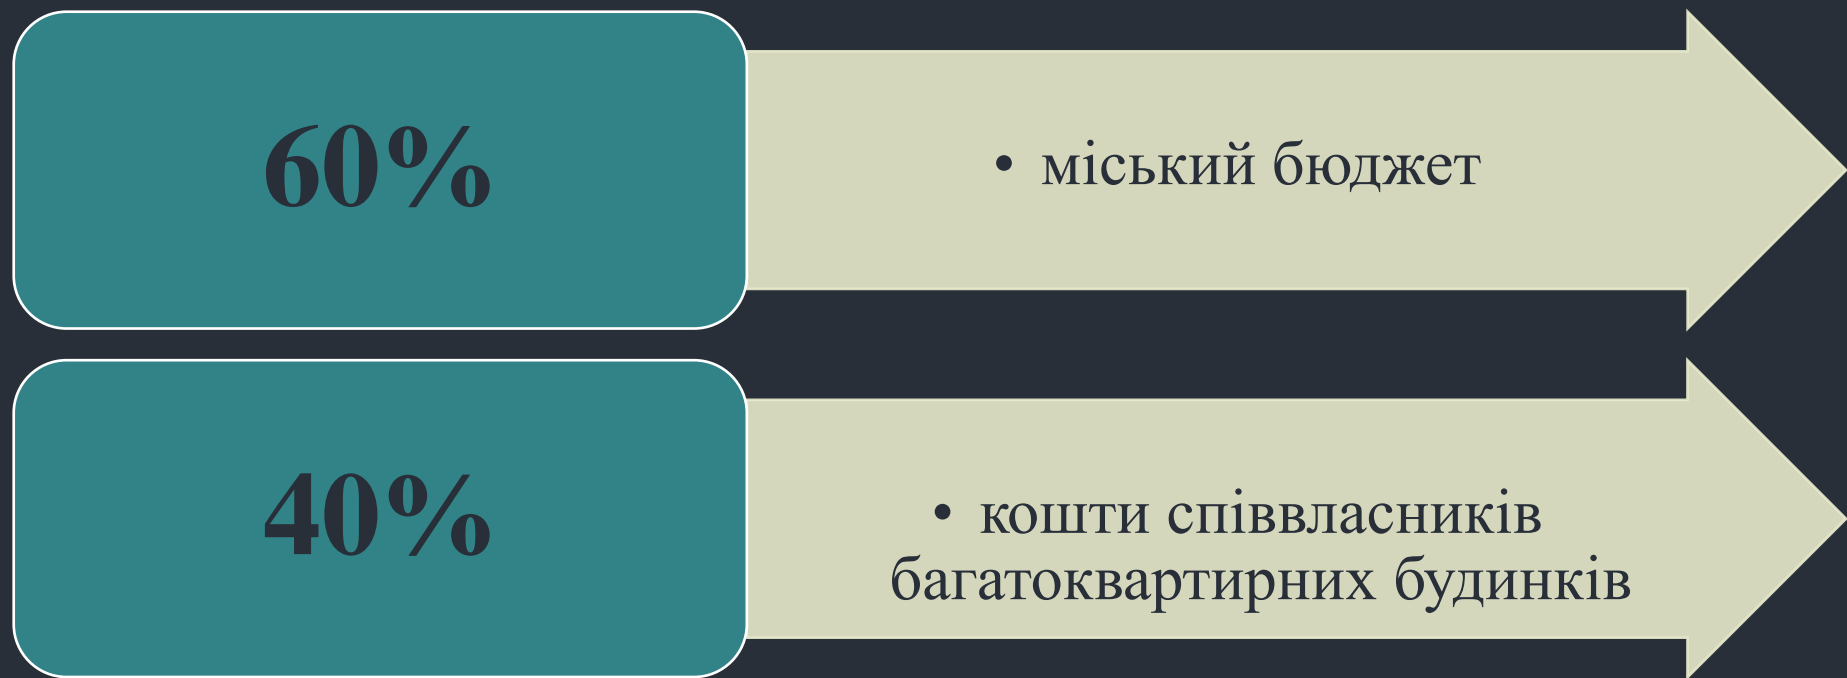 60%
• міський бюджет
40%
• кошти співвласників
багатоквартирних будинків